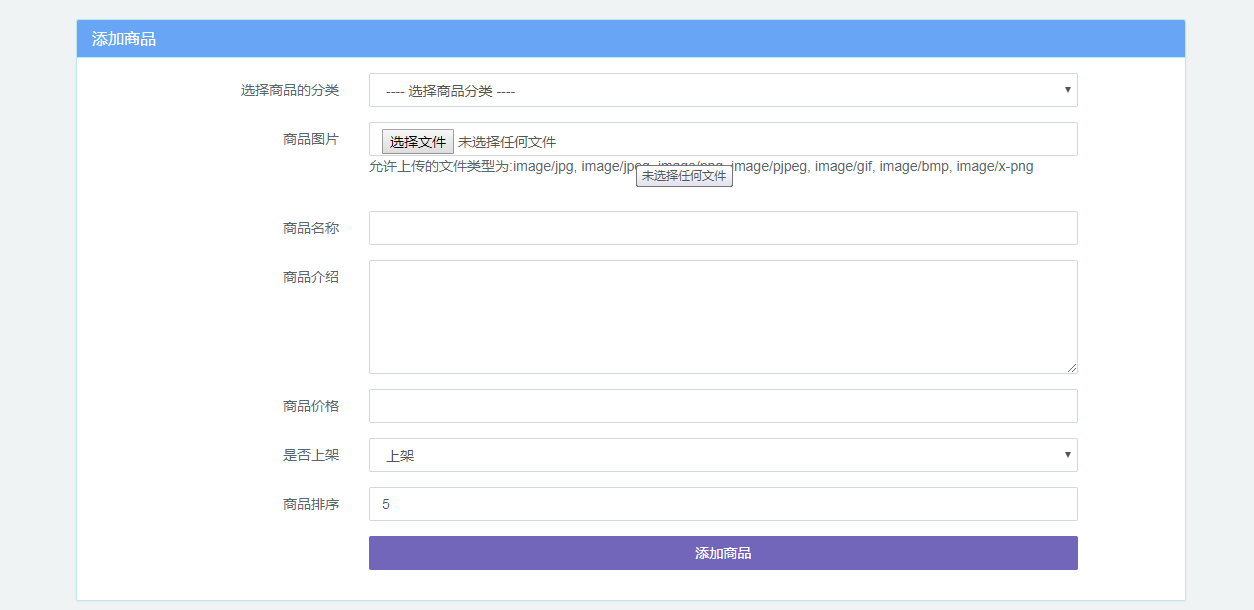 添加商品
选择商品的分类
---- 选择商品分类 ----
商品图片
选择文件 未选择任何文件
允许上传的文件类型为:image/jpg, image/jpeg, image/png, image/pjpeg, image/gif, image/bmp, image/x-png
未选择任何文件
商品名称
商品介绍
商品价格
是否上架
上架
商品排序
5
添加商品